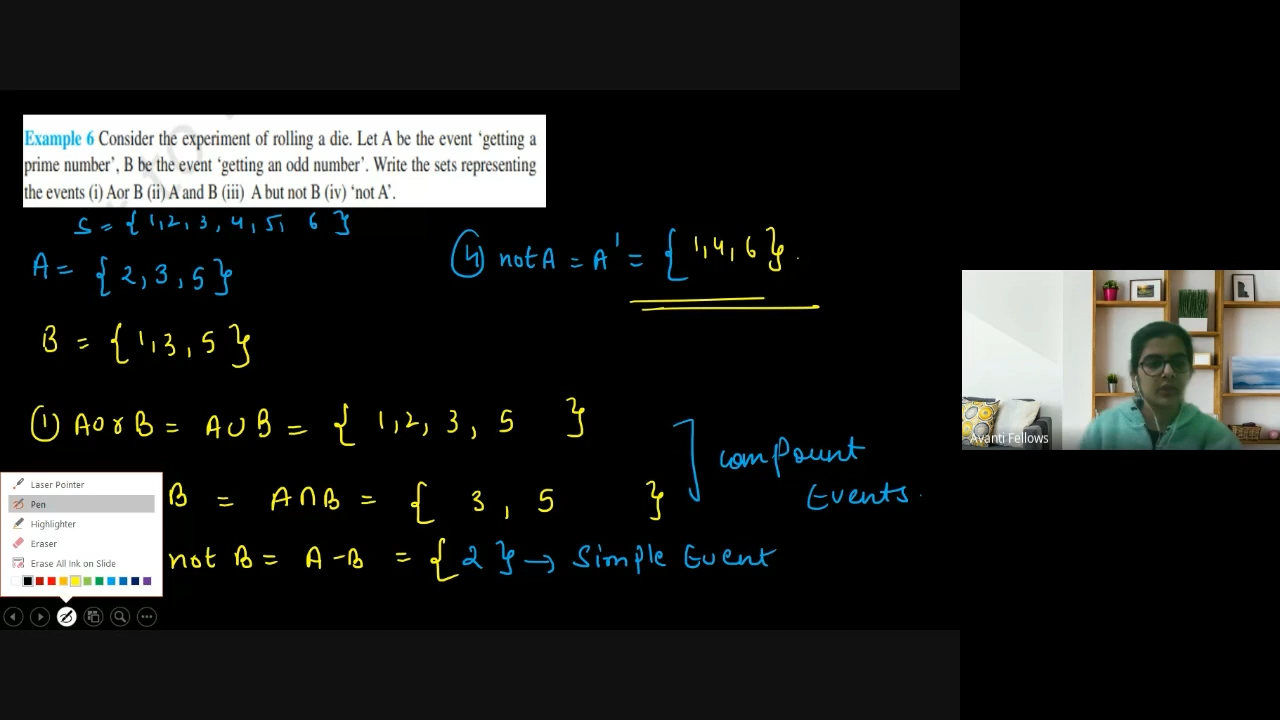 Example 6 Consider the experiment of rolling a die. Let A be the event ‘getting a
prime number’, B be the event ‘getting an odd number’. Write the sets representing
the events (i) Aor B (ii) A and B (iii) A but not B (iv) ‘not A’.
S = { 1,2, 3, 4, 5, 6 }
A = { 2, 3, 5 }
B = { 1, 3, 5 }
① A or B = A ∪ B = { 1, 2, 3, 5 }
B = A ∩ B = { 3, 5 }
not B = A - B = { 2 } → Simple Event
④ not A = A' = { 1, 4, 6 }.
compount
Events.
Laser Pointer
Pen
Highlighter
Eraser
Erase All Ink on Slide
Avanti Fellows